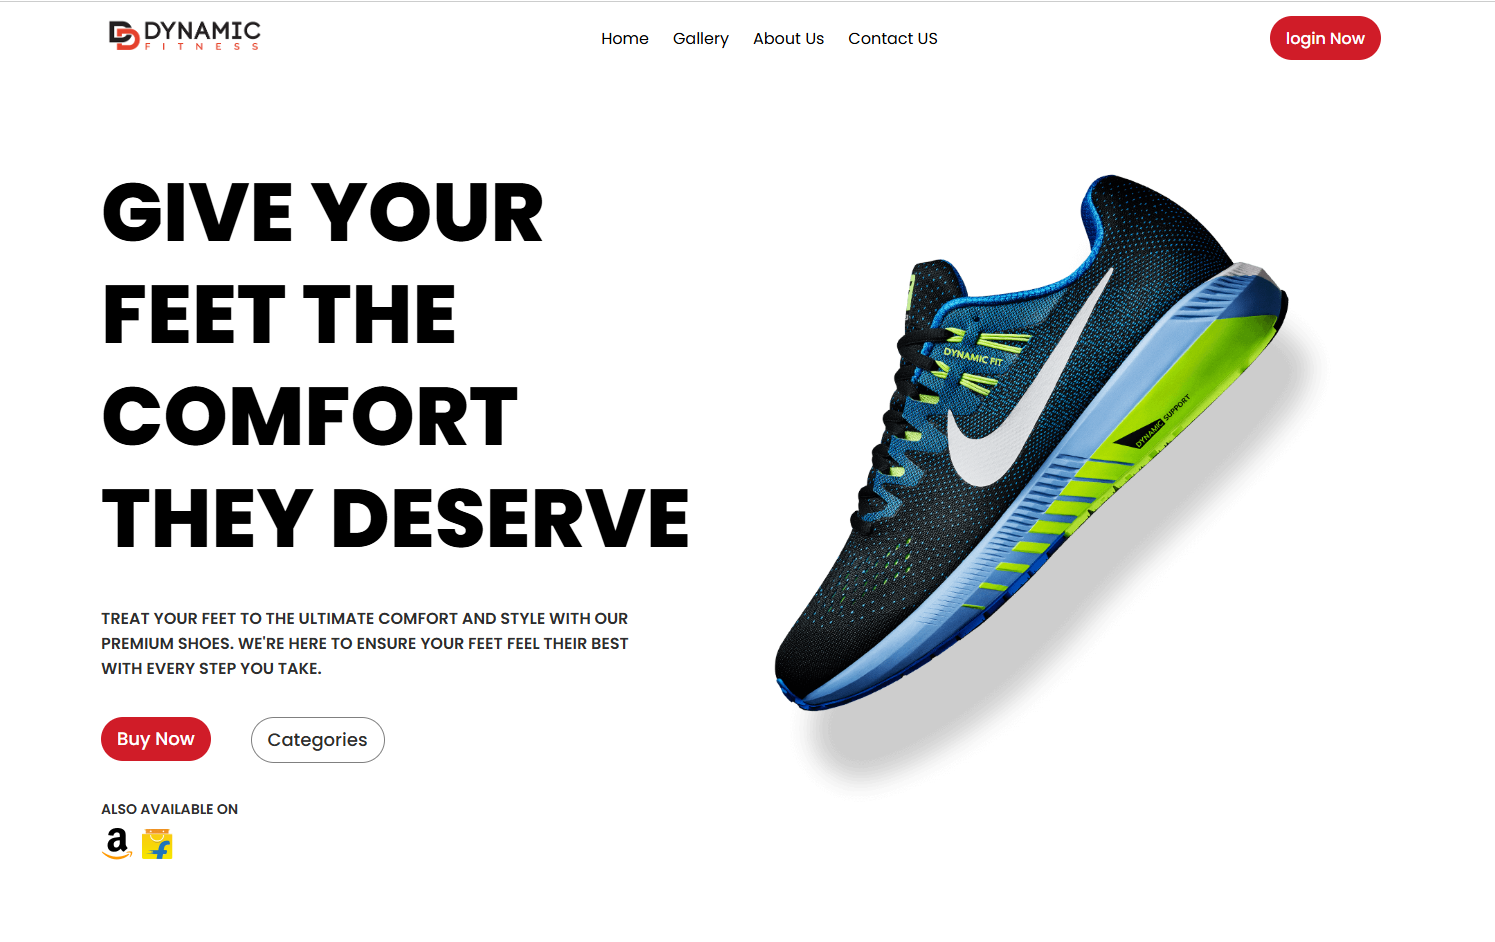 DYNAMIC
FITNESS
Home Gallery About Us Contact US
login Now
GIVE YOUR
FEET THE
COMFORT
THEY DESERVE
DYNAMIC FIT
DYNAMIC SUPPORT
TREAT YOUR FEET TO THE ULTIMATE COMFORT AND STYLE WITH OUR
PREMIUM SHOES. WE'RE HERE TO ENSURE YOUR FEET FEEL THEIR BEST
WITH EVERY STEP YOU TAKE.
Buy Now
Categories
ALSO AVAILABLE ON